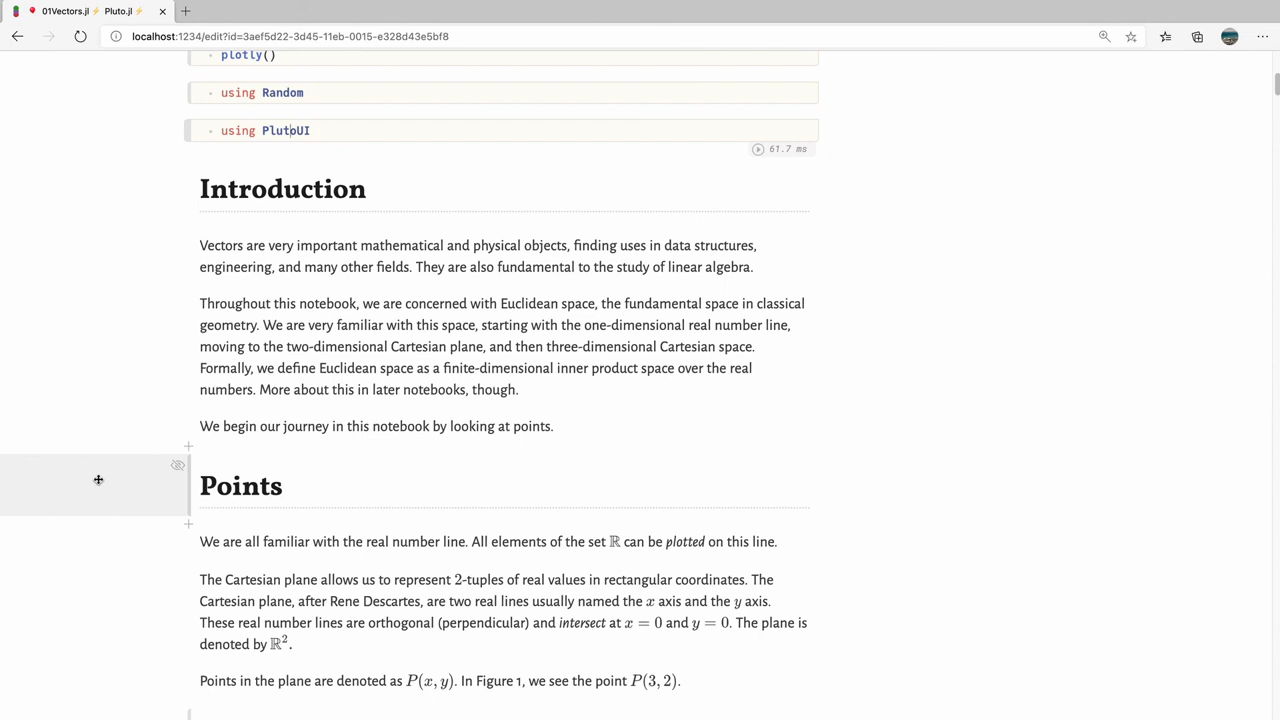 01Vectors.jl ⚡ Pluto.jl ⚡
localhost:1234/edit?id=3aef5d22-3d45-11eb-0015-e328d43e5bf8
plotly()
using Random
using PlutoUI
61.7 ms
Introduction
Vectors are very important mathematical and physical objects, finding uses in data structures,
engineering, and many other fields. They are also fundamental to the study of linear algebra.
Throughout this notebook, we are concerned with Euclidean space, the fundamental space in classical
geometry. We are very familiar with this space, starting with the one-dimensional real number line,
moving to the two-dimensional Cartesian plane, and then three-dimensional Cartesian space.
Formally, we define Euclidean space as a finite-dimensional inner product space over the real
numbers. More about this in later notebooks, though.
We begin our journey in this notebook by looking at points.
Points
We are all familiar with the real number line. All elements of the set ℝ can be plotted on this line.
The Cartesian plane allows us to represent 2-tuples of real values in rectangular coordinates. The
Cartesian plane, after Rene Descartes, are two real lines usually named the x axis and the y axis.
These real number lines are orthogonal (perpendicular) and intersect at x = 0 and y = 0. The plane is
denoted by ℝ².
Points in the plane are denoted as P(x, y). In Figure 1, we see the point P(3, 2).